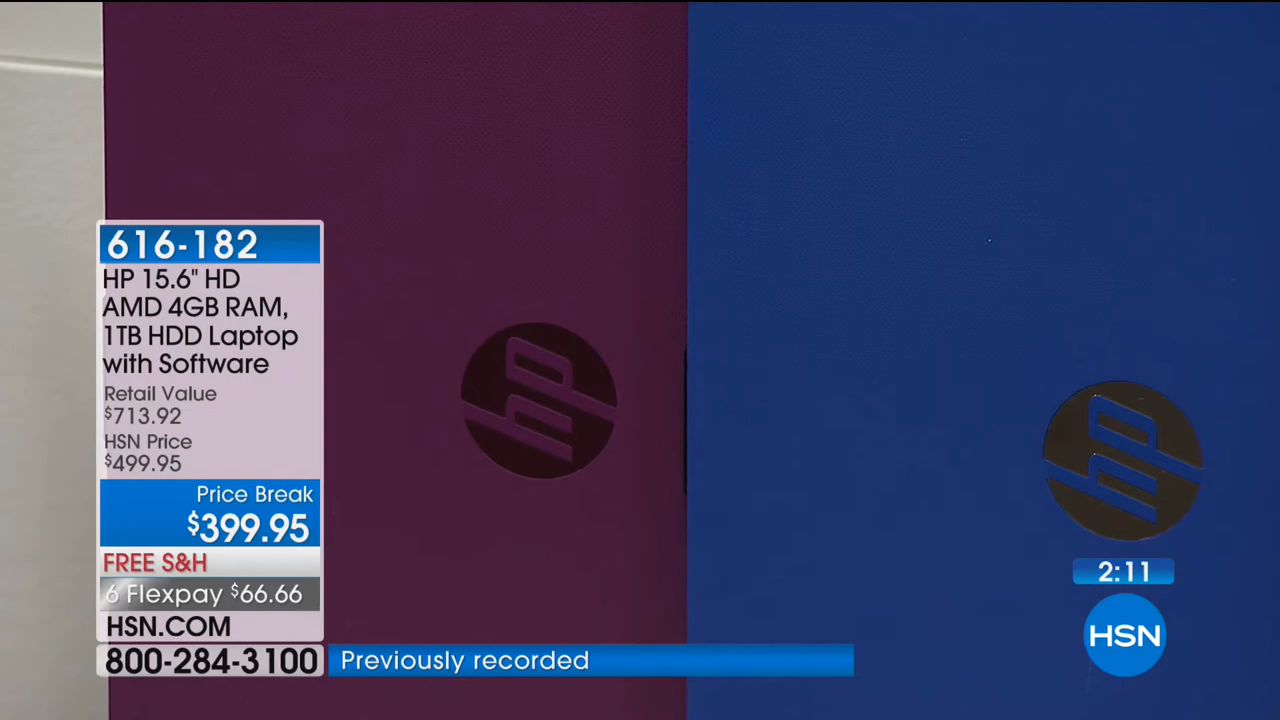 616-182
HP 15.6" HD
AMD 4GB RAM,
1TB HDD Laptop
with Software
Retail Value
$713.92
HSN Price
$499.95
Price Break
$399.95
FREE S&H
6 Flexpay $66.66
HSN.COM
800-284-3100
Previously recorded
hp
hp
2:11
HSN